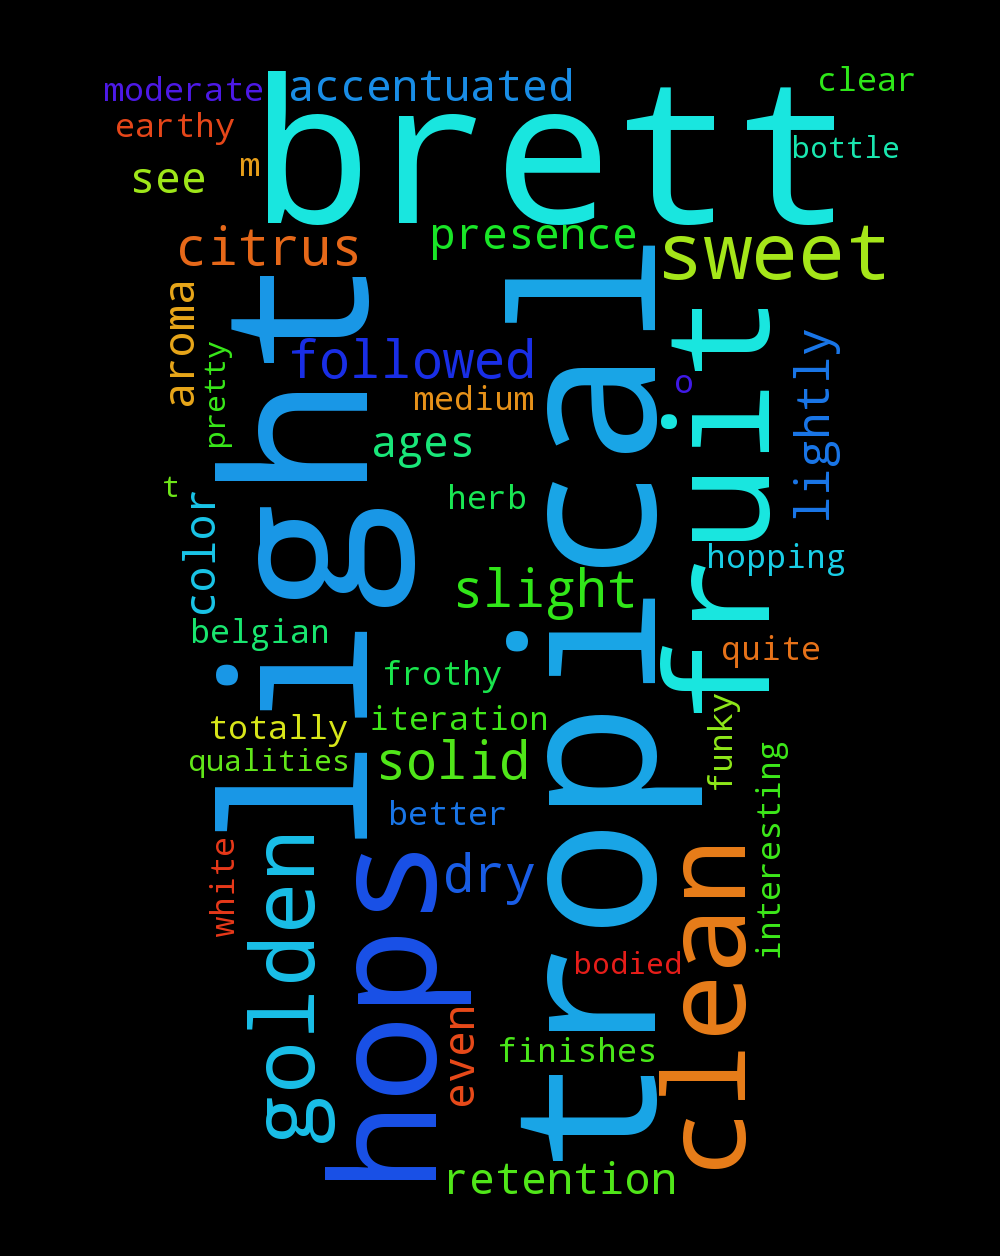 moderate
accentuated
clear
earthy
brett
bottle
see
m
citrus
presence
sweet
aroma
pretty
light
followed
tropical
fruit
o
lightly
medium
ages
t
color
herb
hopping
slight
belgian
quite
frothy
totally
iteration
funky
qualities
solid
interesting
better
white
golden
hops
dry
clean
bodied
even
finishes
retention